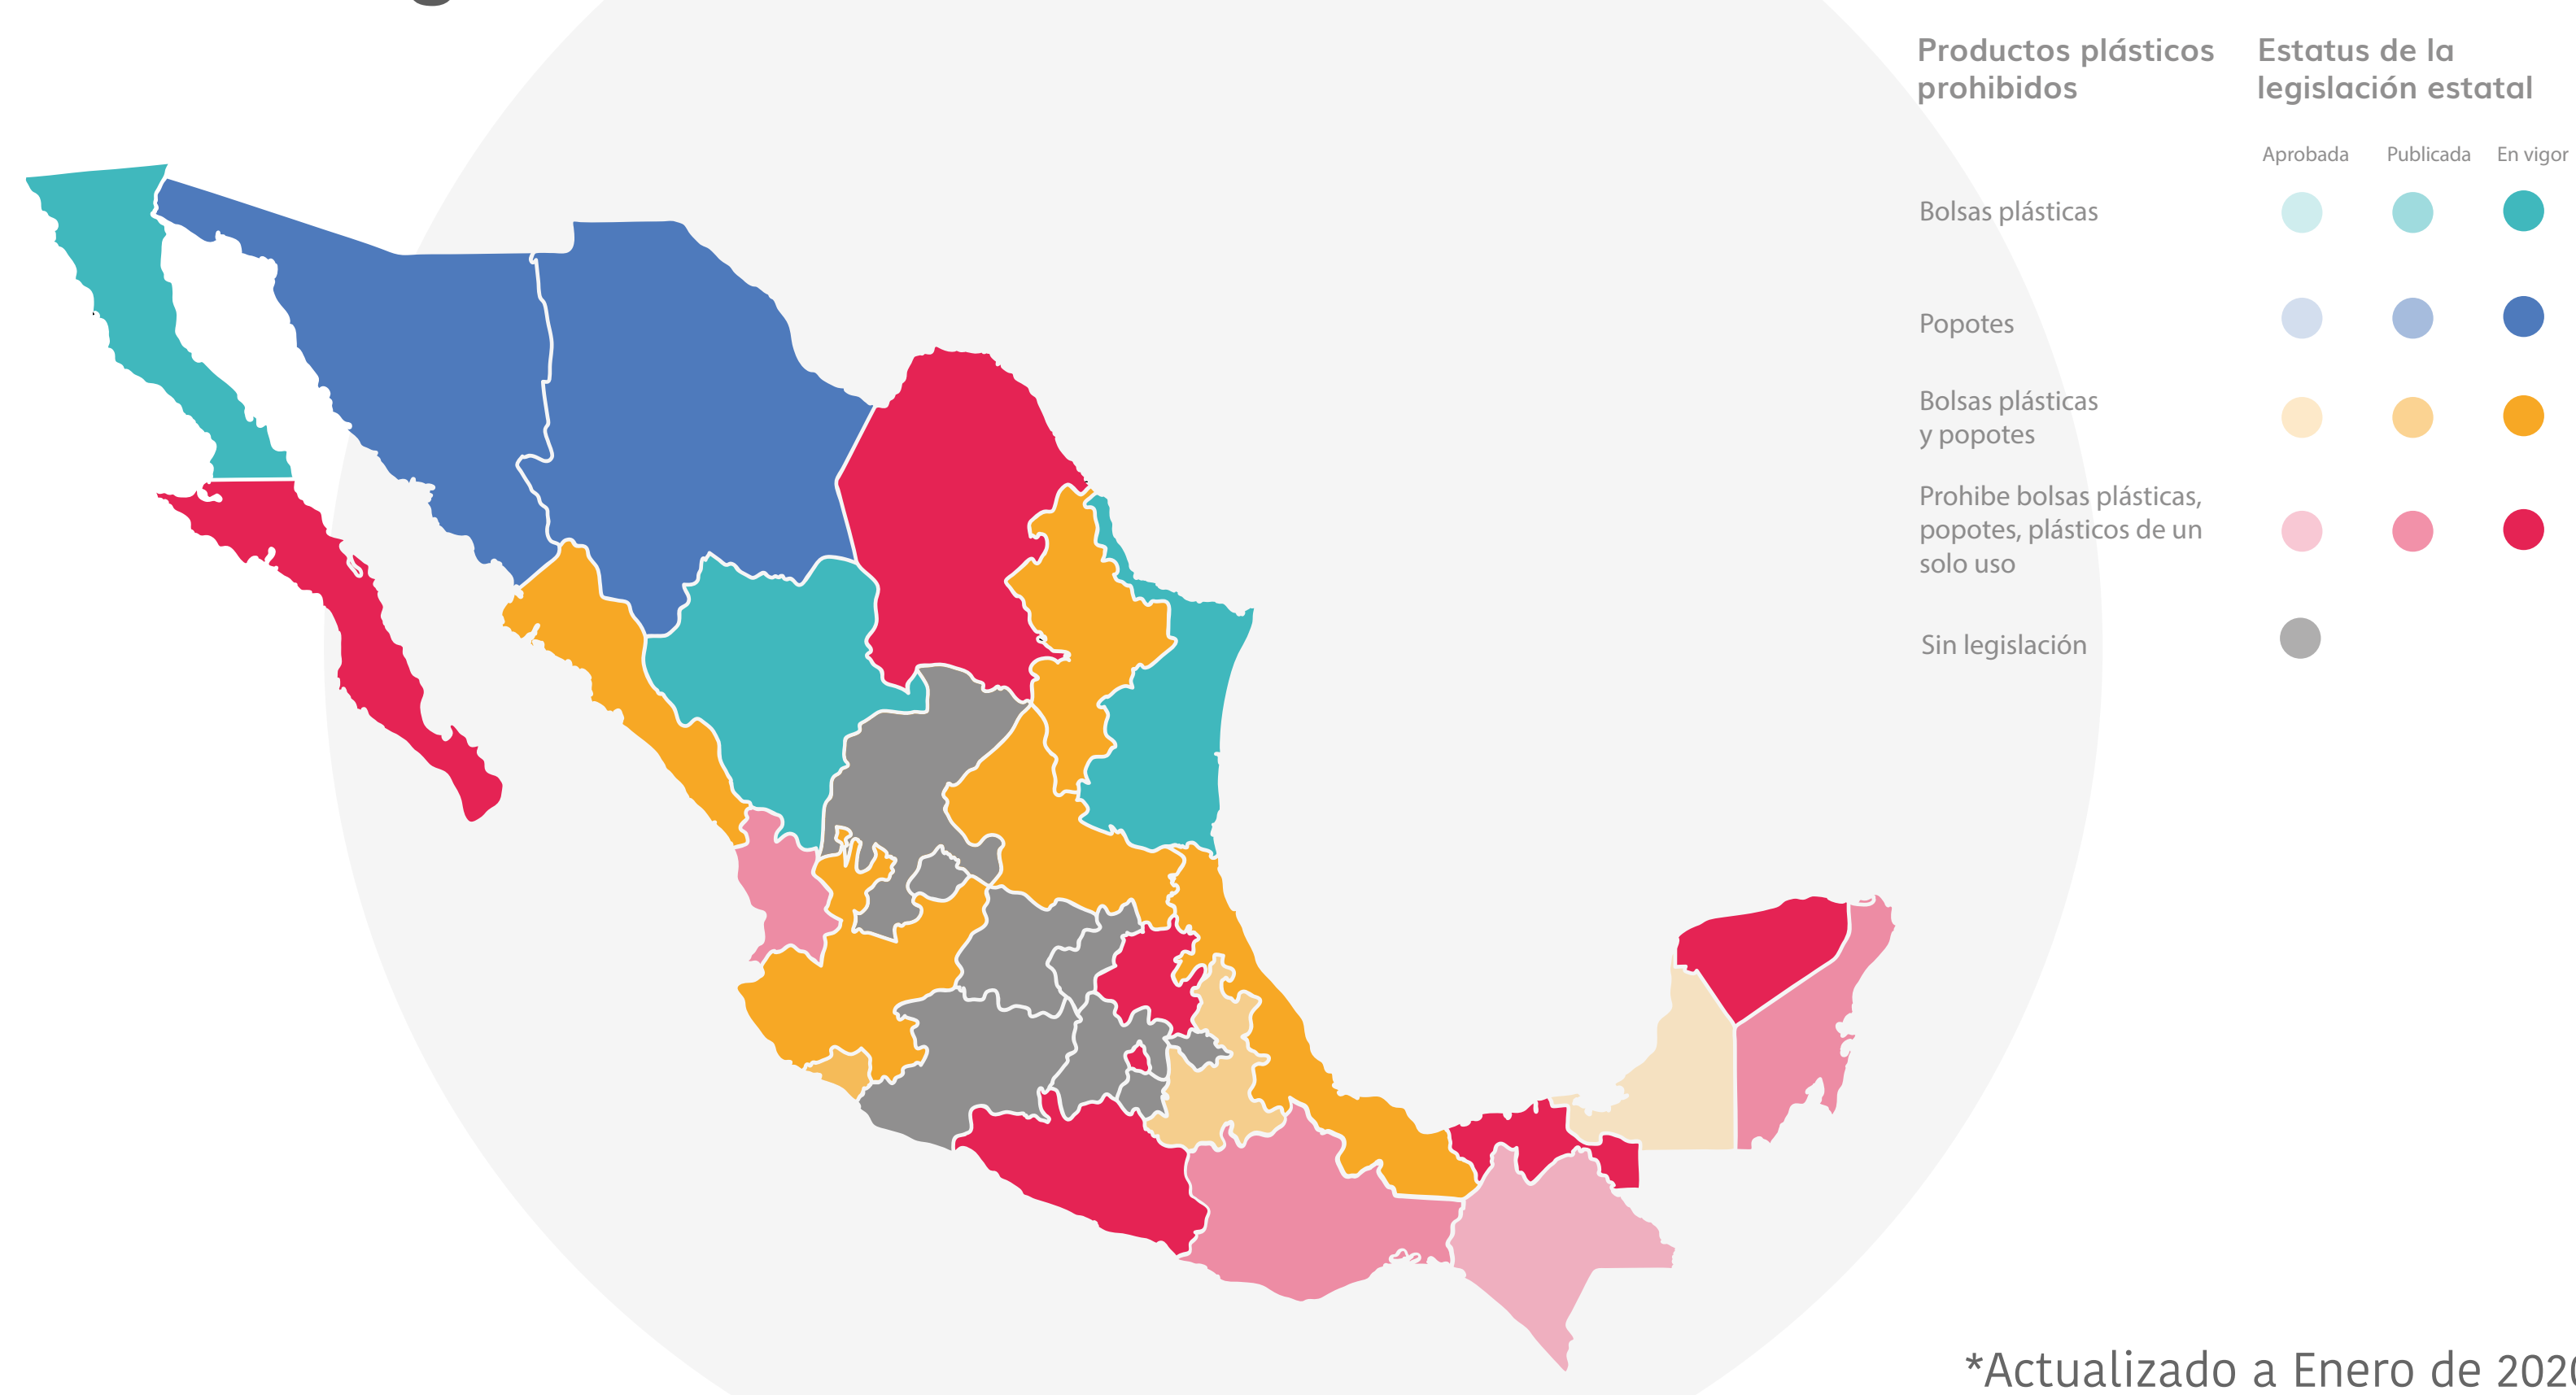 Productos plásticos
prohibidos
Estatus de la
legislación estatal
Aprobada Publicada En vigor
Bolsas plásticas
Popotes
Bolsas plásticas
y popotes
Prohibe bolsas plásticas,
popotes, plásticos de un
solo uso
Sin legislación
*Actualizado a Enero de 2020